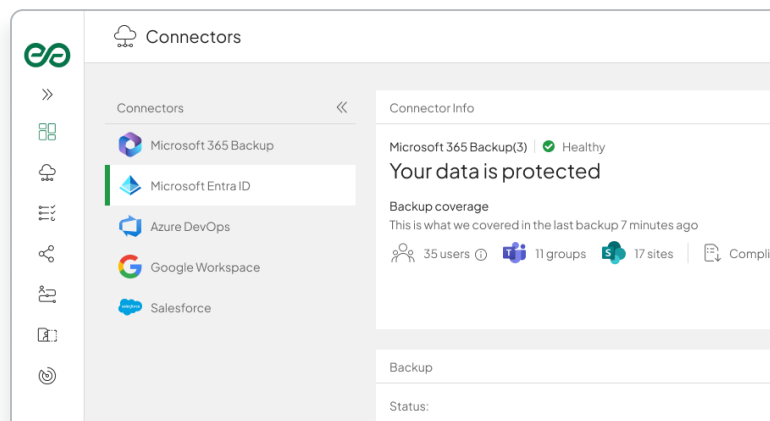 Connectors
Connectors
Microsoft 365 Backup
Microsoft Entra ID
Azure DevOps
Google Workspace
Salesforce
Connector Info
Microsoft 365 Backup(3) Healthy
Your data is protected
Backup coverage
This is what we covered in the last backup 7 minutes ago
35 users 11 groups 17 sites Compli
Backup
Status: